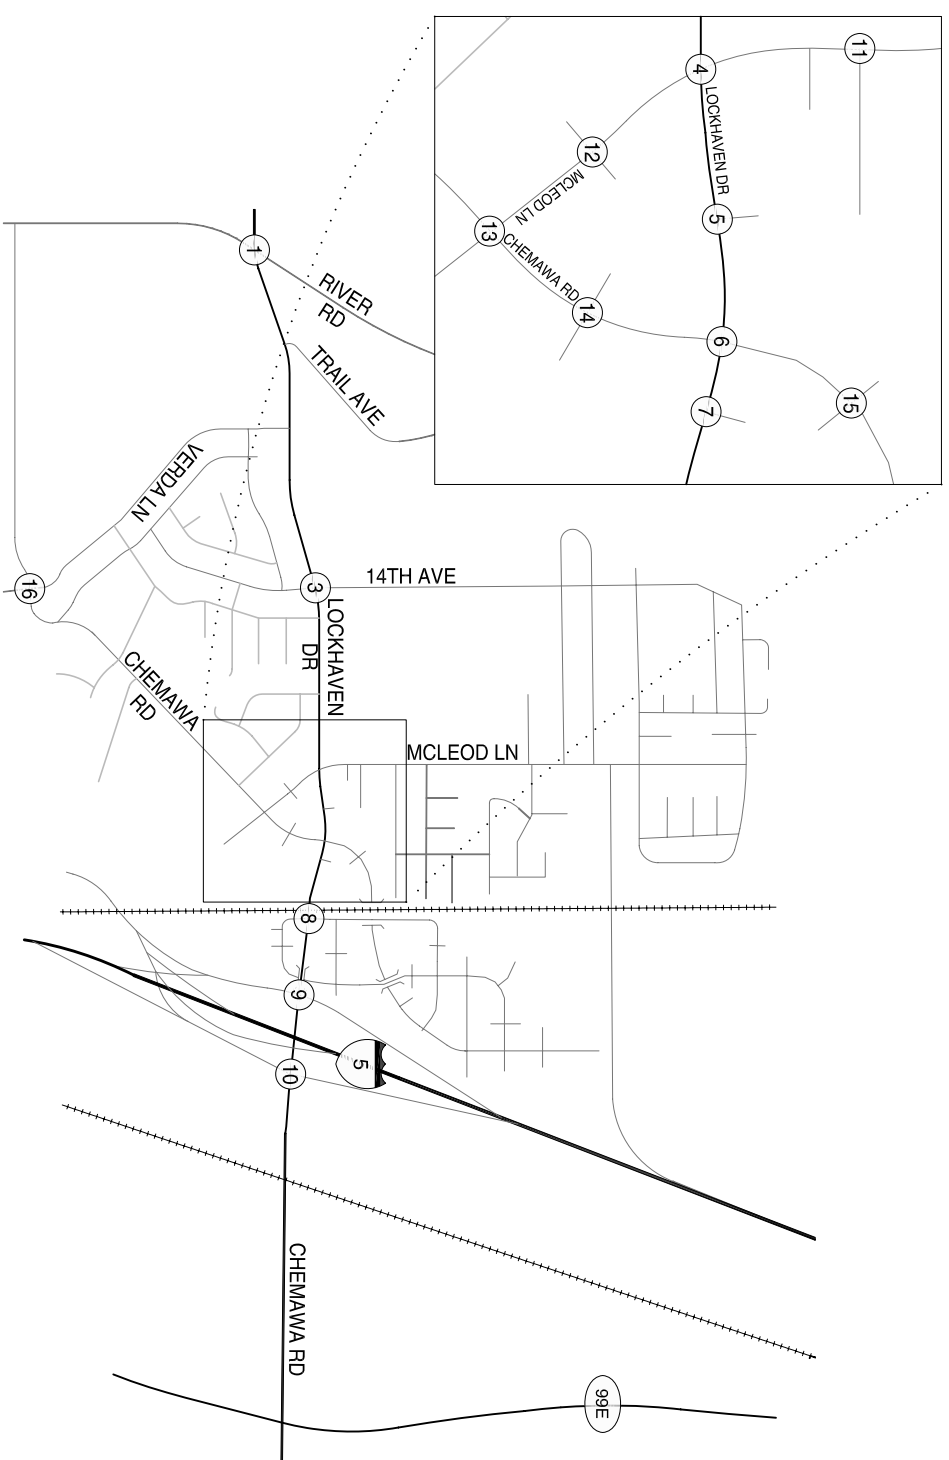 11
4
LOCKHAVEN DR
12
MCLEOD LN
5
13
CHEMAWA RD
14
6
15
7
1
RIVER
RD
TRAIL AVE
VERDA LN
16
3
14TH AVE
LOCKHAVEN
DR
CHEMAWA
RD
MCLEOD LN
8
9
5
10
CHEMAWA RD
99E